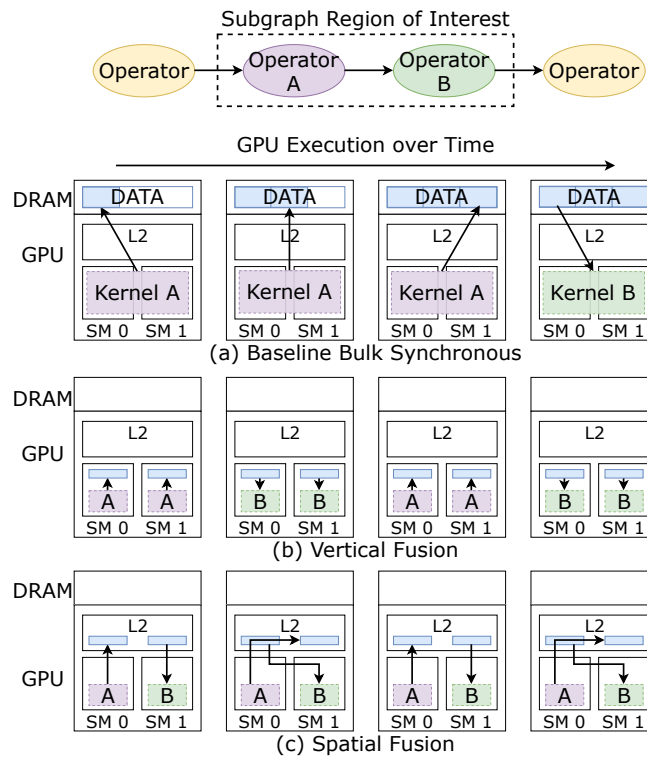 Subgraph Region of Interest
Operator
Operator A
Operator B
Operator
GPU Execution over Time
DRAM
DATA
DATA
DATA
DATA
GPU
L2
L2
L2
L2
Kernel A
Kernel A
Kernel A
Kernel B
SM 0 SM 1
SM 0 SM 1
SM 0 SM 1
SM 0 SM 1
(a) Baseline Bulk Synchronous
DRAM
GPU
L2
L2
L2
L2
A A
B B
A A
B B
SM 0 SM 1
SM 0 SM 1
SM 0 SM 1
SM 0 SM 1
(b) Vertical Fusion
DRAM
L2
L2
L2
L2
GPU
A B
A B
A B
A B
SM 0 SM 1
SM 0 SM 1
SM 0 SM 1
SM 0 SM 1
(c) Spatial Fusion